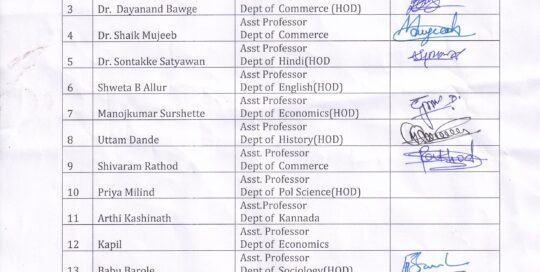 3 Dr. Dayanand Bawge Dept of Commerce(HOD)
Asst Professor
4 Dr. Shaik Mujeeb Dept of Commerce
Asst Professor
5 Dr. Sontakke Satyawan Dept of Hindi(HOD
Asst Professor
6 Shweta B Allur Dept of English(HOD)
Asst Professor
7 Manojkumar Surshette Dept of Economics(HOD)
Asst Professor
8 Uttam Dande Dept of History(HOD)
Asst. Professor
9 Shivaram Rathod Dept of Commerce
Asst. Professor
10 Priya Milind Dept of Pol Science(HOD)
Asst.Professor
11 Arthi Kashinath Dept of Kannada
Asst. Professor
12 Kapil Dept of Economics
Asst. Professor
13 Babu Barole Dept of Sociology(HOD)